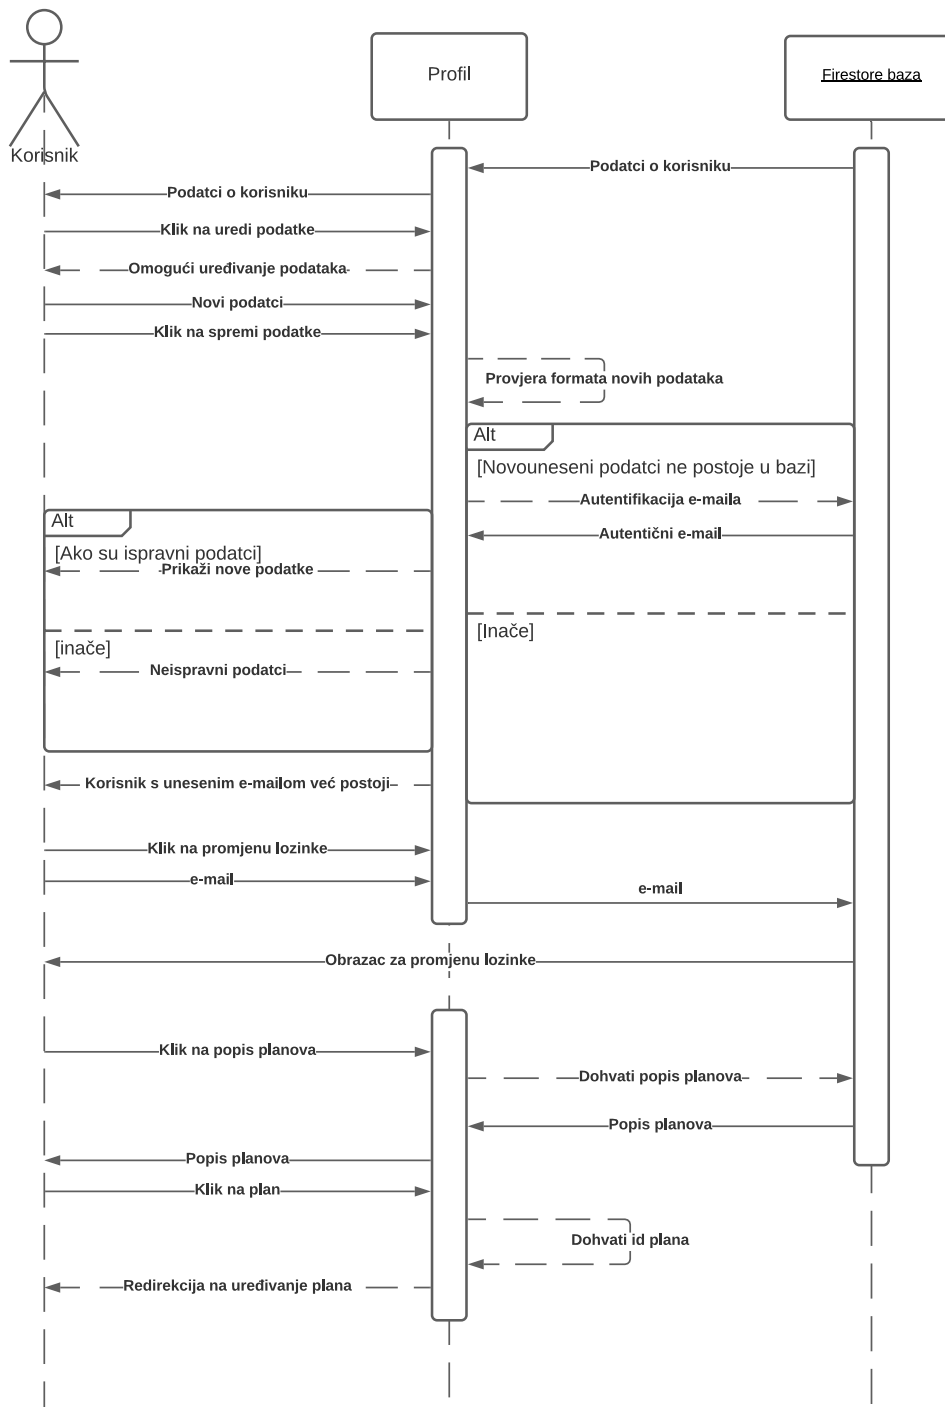 Profil
Firestore baza
Korisnik
Podatci o korisniku
Podatci o korisniku
Klik na uredi podatke
Omogući uređivanje podataka
Novi podatci
Klik na spremi podatke
Provjera formata novih podataka
Alt
[Novouneseni podatci ne postoje u bazi]
Autentifikacija e-maila
Alt
Autentični e-mail
[Ako su ispravni podatci]
Prikaži nove podatke
[Inače]
[inače]
Neispravni podatci
Korisnik s unesenim e-mailom već postoji
Klik na promjenu lozinke
e-mail
e-mail
Obrazac za promjenu lozinke
Klik na popis planova
Dohvati popis planova
Popis planova
Popis planova
Klik na plan
Dohvati id plana
Redirekcija na uređivanje plana